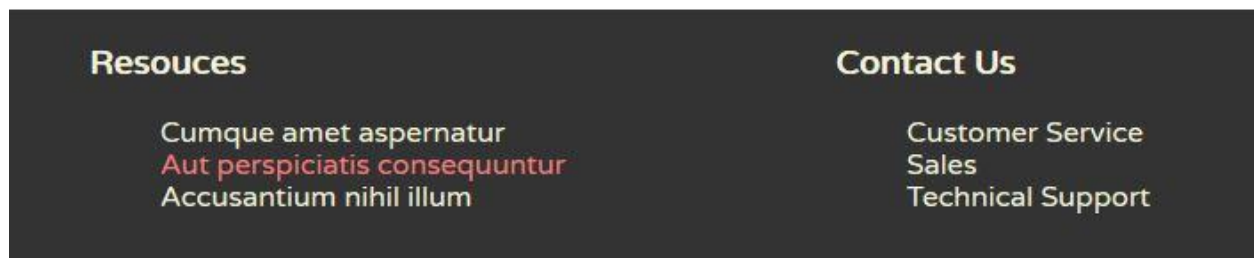 Resouces
Cumque amet aspernatur
Aut perspiciatis consequuntur
Accusantium nihil illum
Contact Us
Customer Service
Sales
Technical Support